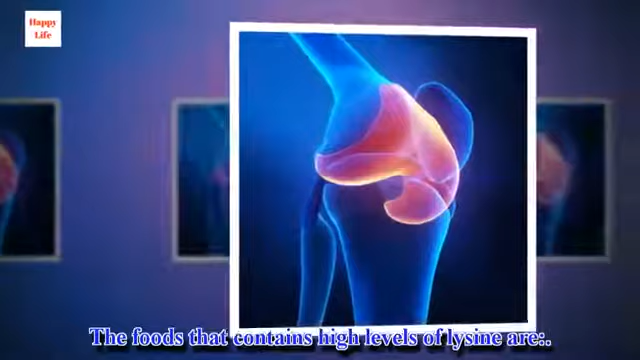 Happy
Life
The foods that contains high levels of lysine are:.